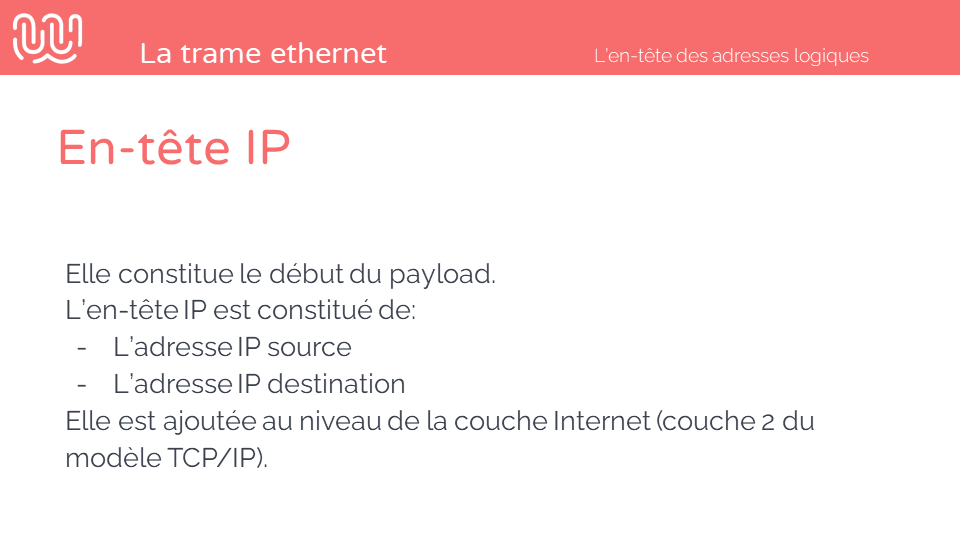 La trame ethernet
L'en-tête des adresses logiques
En-tête IP
Elle constitue le début du payload.
L'en-tête IP est constitué de:
- L'adresse IP source
- L'adresse IP destination
Elle est ajoutée au niveau de la couche Internet (couche 2 du
modèle TCP/IP).